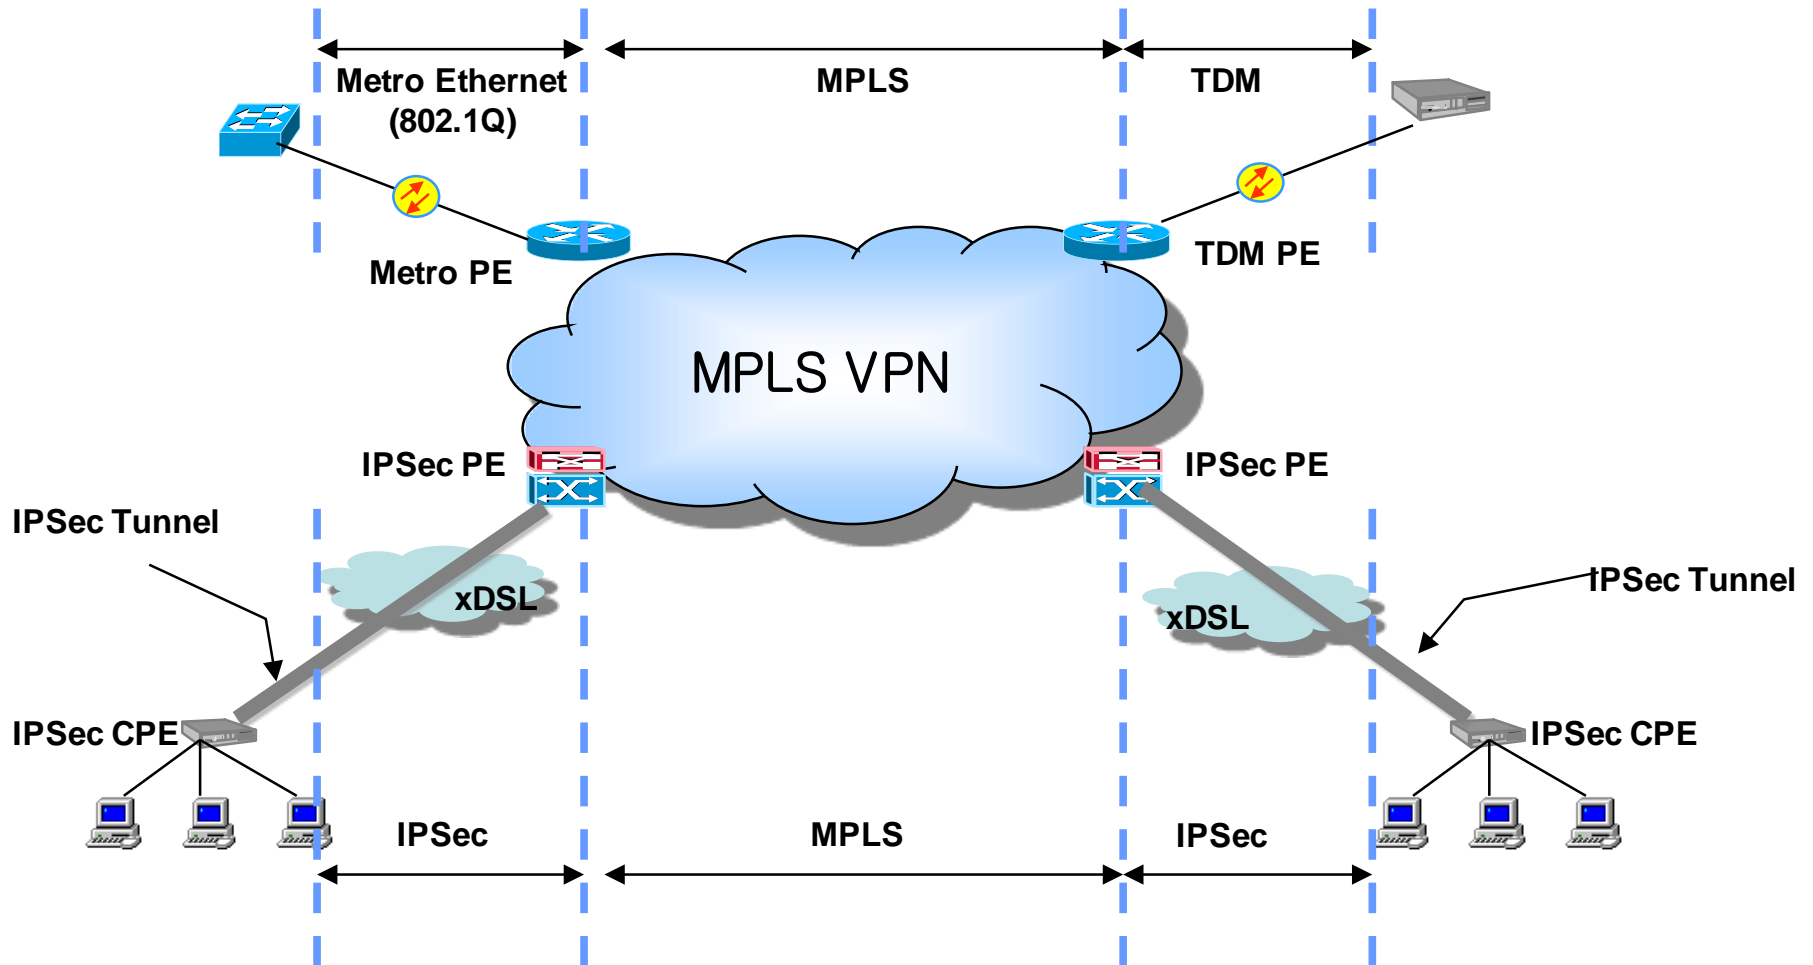 Metro Ethernet
(802.1Q)
MPLS
TDM
Metro PE
TDM PE
MPLS VPN
IPSec PE
IPSec PE
IPSec Tunnel
xDSL
xDSL
IPSec Tunnel
IPSec CPE
IPSec CPE
IPSec
MPLS
IPSec